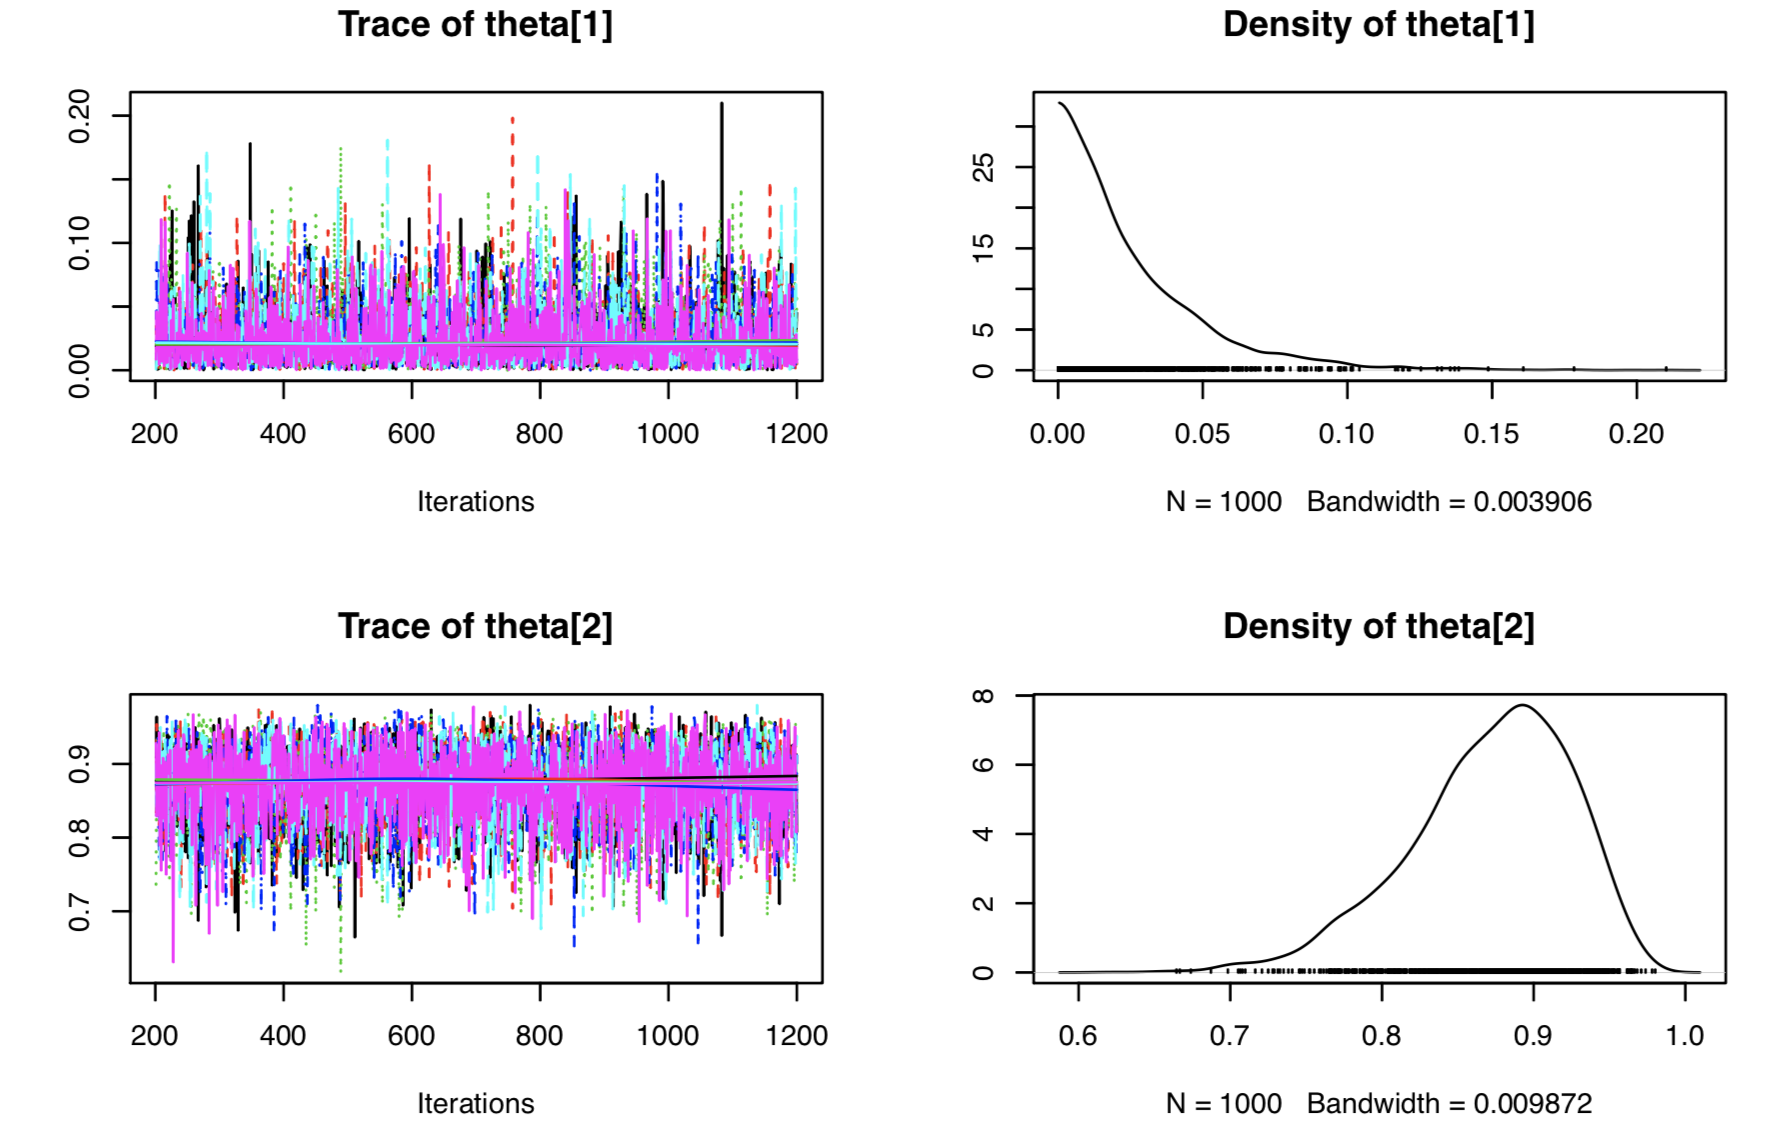 Trace of theta[1]
0.00 0.10 0.20
200 400 600 800 1000 1200
Iterations
Density of theta[1]
0 5 15 25
0.00 0.05 0.10 0.15 0.20
N = 1000 Bandwidth = 0.003906
Trace of theta[2]
0.7 0.8 0.9
200 400 600 800 1000 1200
Iterations
Density of theta[2]
0 2 4 6 8
0.6 0.7 0.8 0.9 1.0
N = 1000 Bandwidth = 0.009872